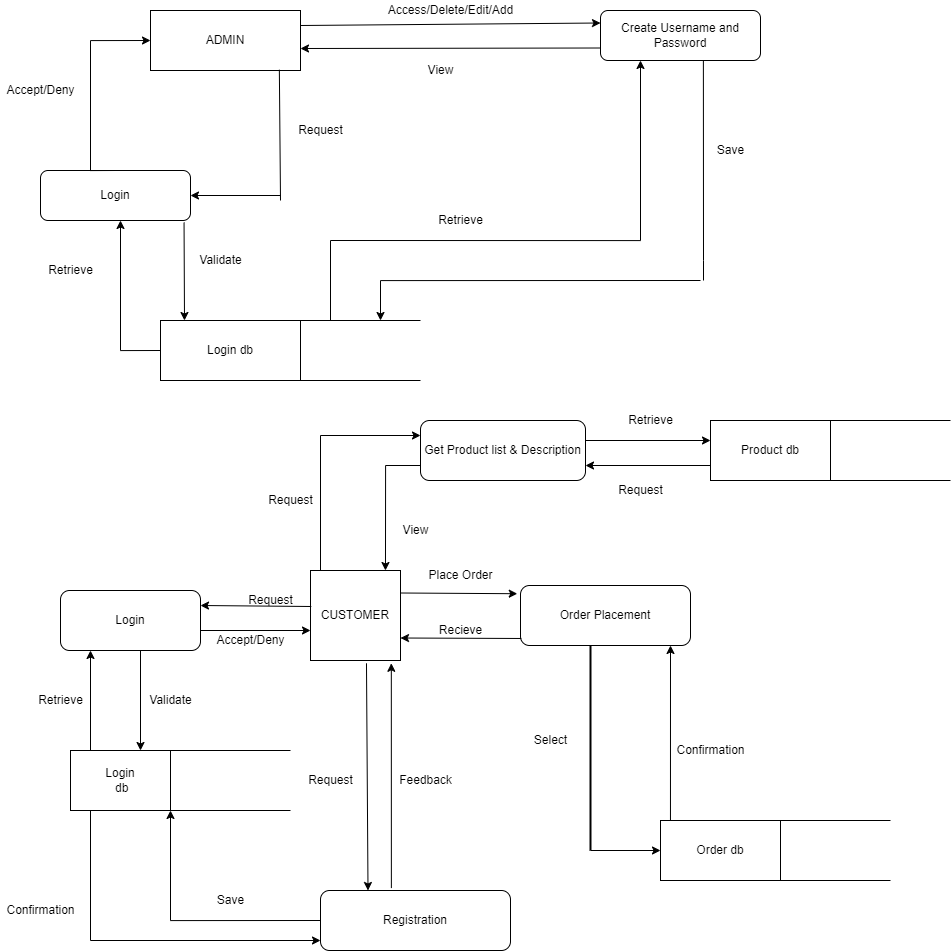 Access/Delete/Edit/Add
ADMIN
Create Username and
Password
View
Accept/Deny
Request
Save
Login
Retrieve
Validate
Retrieve
Login db
Retrieve
Get Product list & Description
Product db
Request
Request
View
Place Order
Request
CUSTOMER
Order Placement
Login
Recieve
Accept/Deny
Retrieve
Validate
Select
Confirmation
Login
db
Request
Feedback
Order db
Save
Confirmation
Registration